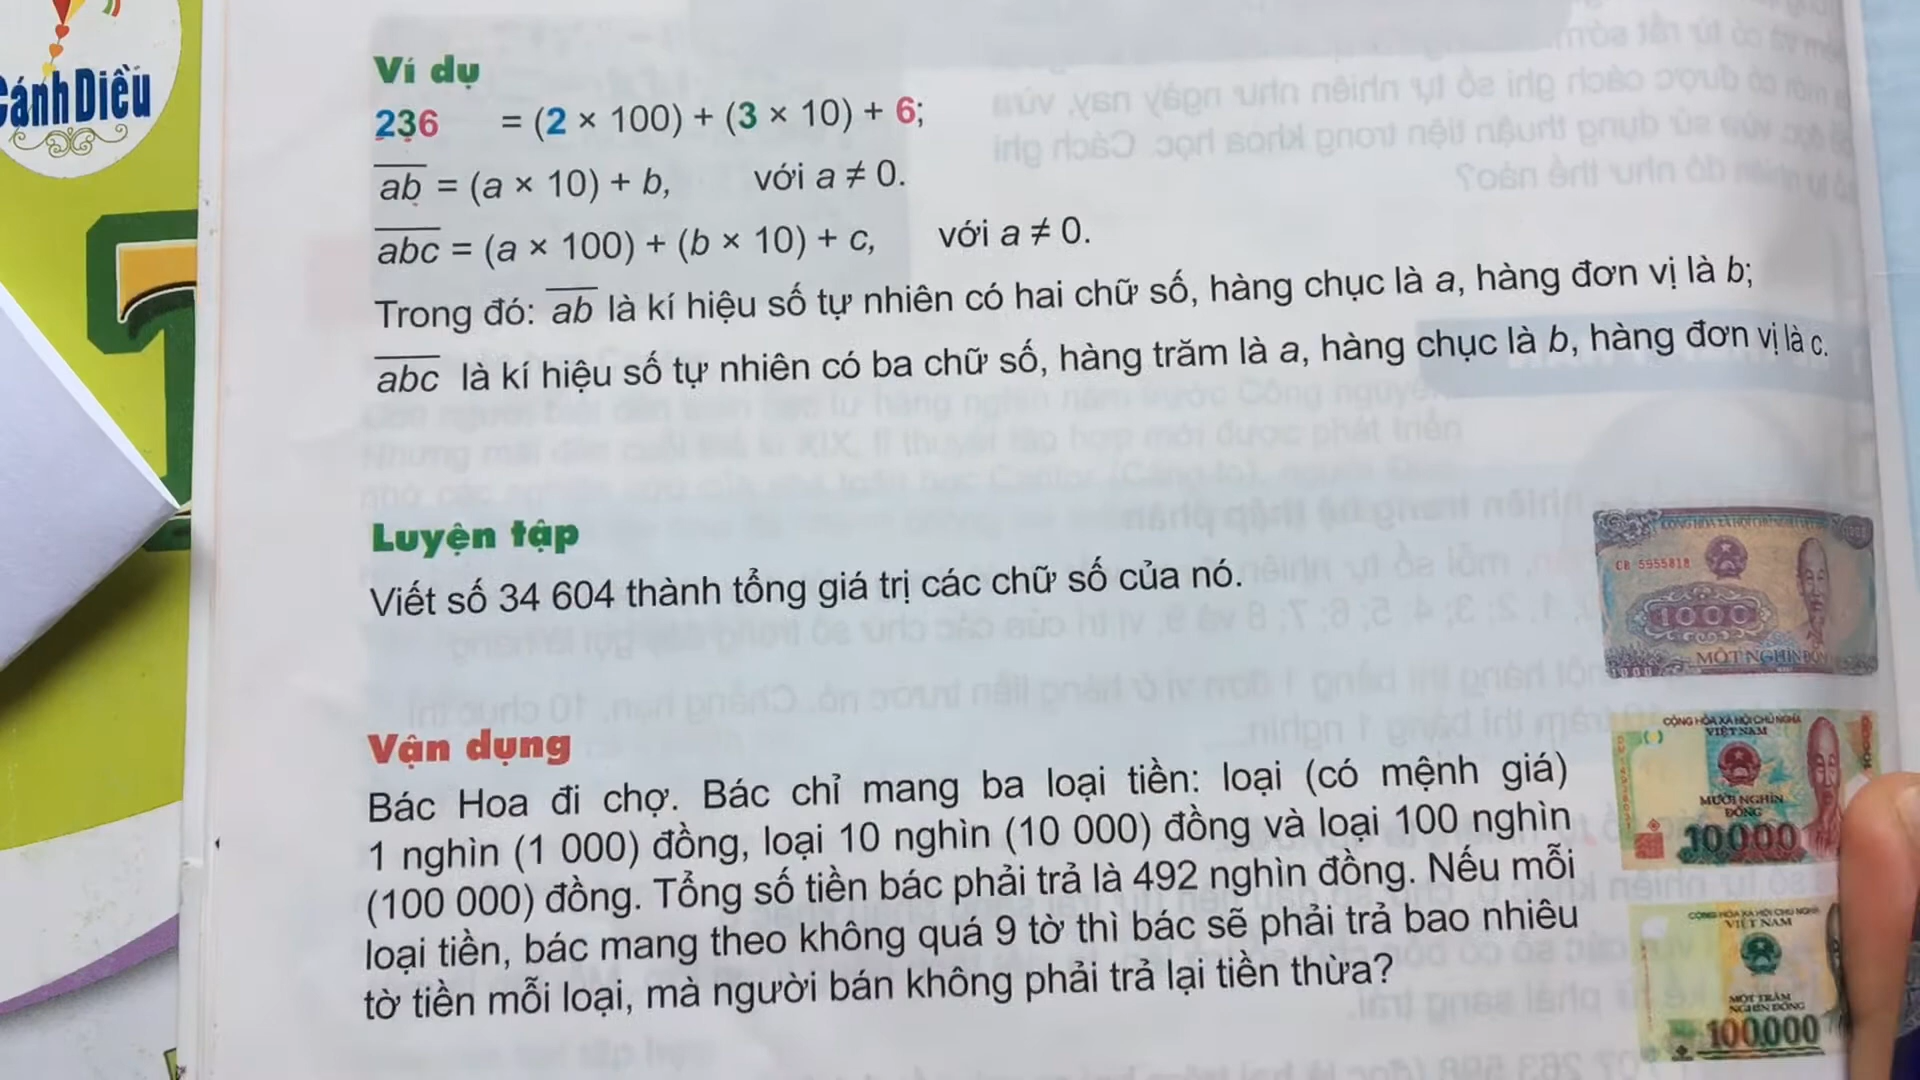 Cánh Diều
Ví dụ
236 = (2 × 100) + (3 × 10) + 6;
ab = (a × 10) + b, với a ≠ 0.
abc = (a × 100) + (b × 10) + c, với a ≠ 0.
Trong đó: ab là kí hiệu số tự nhiên có hai chữ số, hàng chục là a, hàng đơn vị là b;
abc là kí hiệu số tự nhiên có ba chữ số, hàng trăm là a, hàng chục là b, hàng đơn vị là c.
Luyện tập
Viết số 34 604 thành tổng giá trị các chữ số của nó.
CB 5955818
1000
MỘT NGHÌN ĐỒNG
1000
Vận dụng
Bác Hoa đi chợ. Bác chỉ mang ba loại tiền: loại (có mệnh giá)
1 nghìn (1 000) đồng, loại 10 nghìn (10 000) đồng và loại 100 nghìn
(100 000) đồng. Tổng số tiền bác phải trả là 492 nghìn đồng. Nếu mỗi
loại tiền, bác mang theo không quá 9 tờ thì bác sẽ phải trả bao nhiêu
tờ tiền mỗi loại, mà người bán không phải trả lại tiền thừa?
CỘNG HÒA XÃ HỘI CHỦ NGHĨA
VIỆT NAM
MƯỜI NGHÌN
ĐỒNG
10000
CỘNG HÒA XÃ HỘI CHỦ NGHĨA
VIỆT NAM
MỘT TRĂM
NGHÌN ĐỒNG
100000